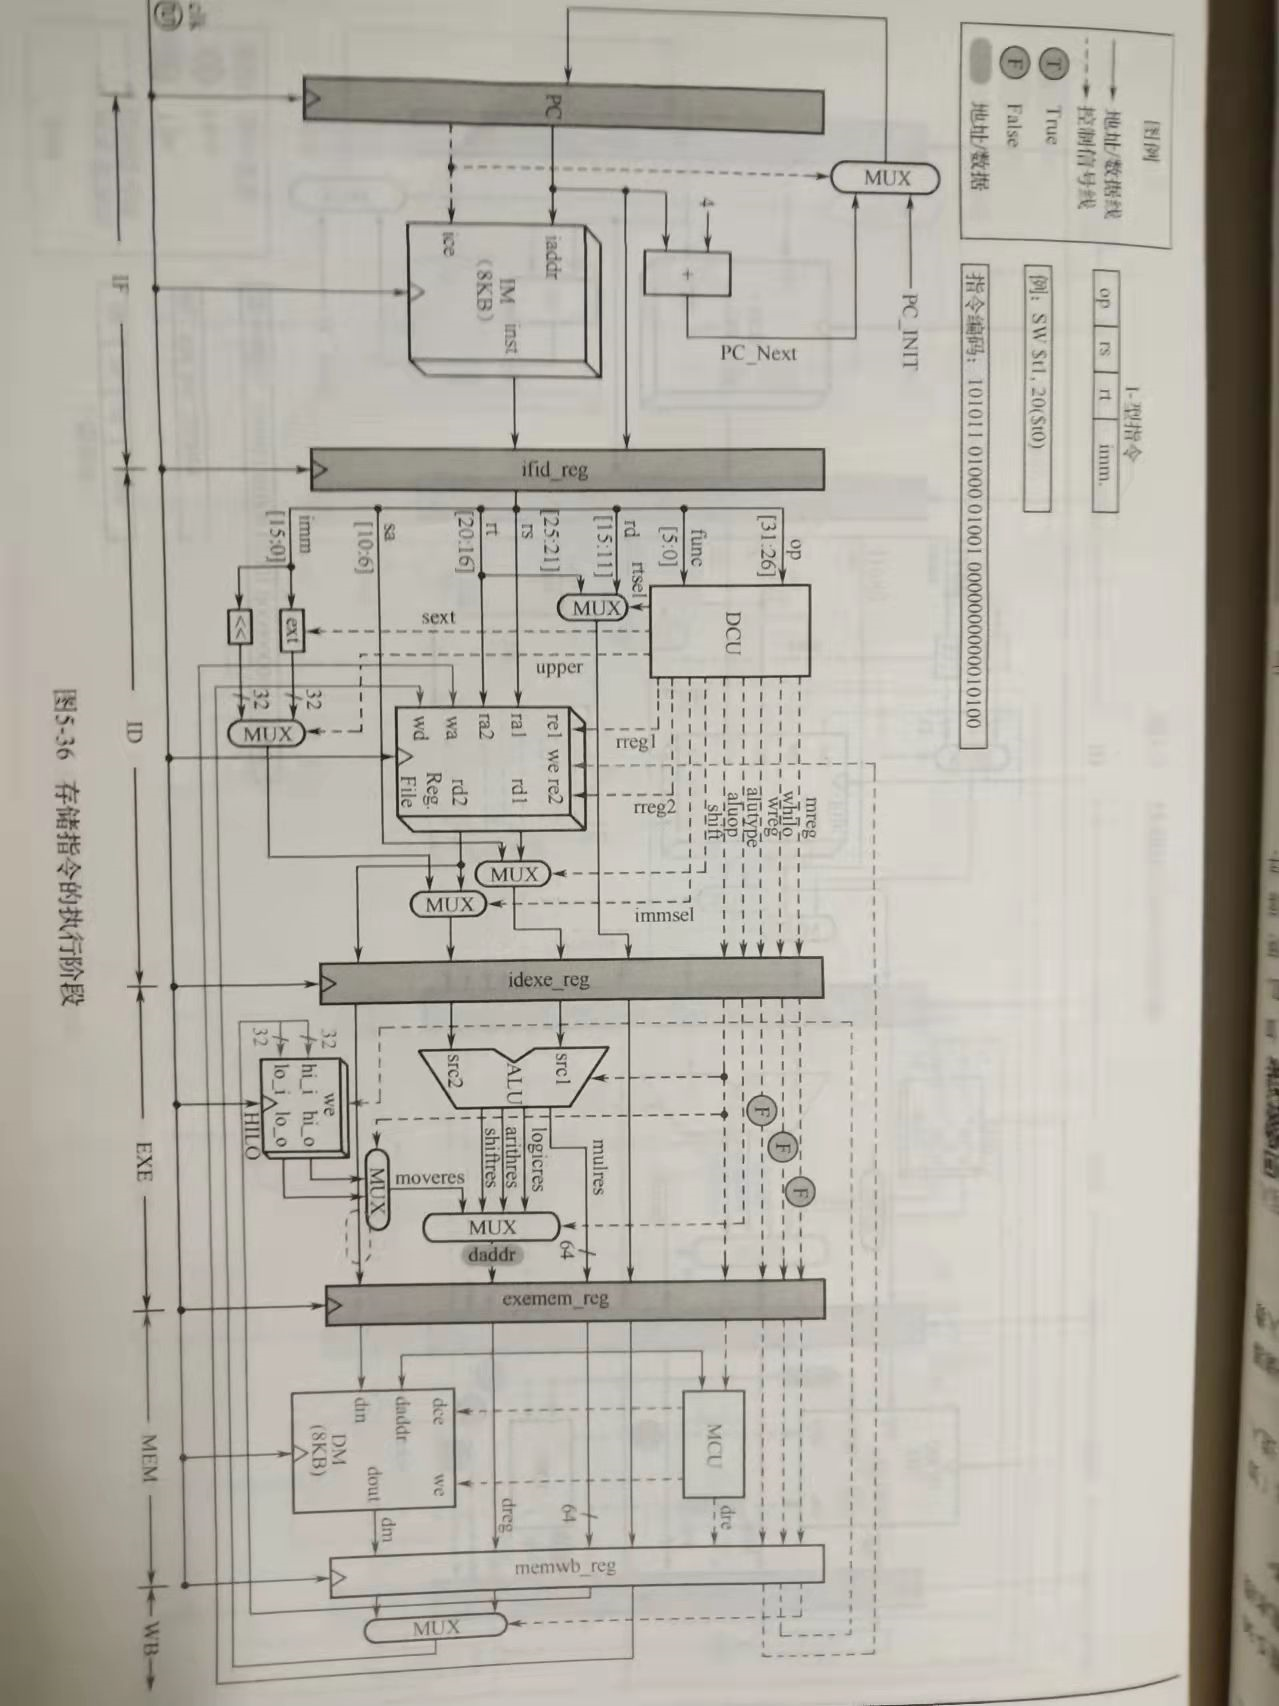 图例
地址/数据线
控制信号线
T True
F False
地址/数据
I-型指令
op rs rt imm.
例：SW $t1, 20($t0)
指令编码：101011 01000 01001 0000000000010100
clk
PC
MUX
PC_INIT
4
+
PC_Next
iaddr
ice
IM
(8KB)
inst
ifid_reg
op
[31:26]
func
[5:0]
rd
[15:11]
rs
[25:21]
rt
[20:16]
sa
[10:6]
imm
[15:0]
DCU
rtsel
MUX
sext
ext
<<
upper
32
32
MUX
re1 we re2
ra1 rd1
ra2 rd2
wa Reg.
wd File
rreg1
rreg2
mreg
whilo
wreg
alutype
aluop
shift
MUX
MUX
immsel
idexe_reg
src1
ALU
src2
32
32
we
hi_i hi_o
lo_i lo_o
HILO
F
F
F
mulres
logicres
arithres
shiftres
moveres
MUX
MUX
64
daddr
exemem_reg
MCU
dce we
daddr
din dout
DM
(8KB)
dre
64
dreg
dm
memwb_reg
MUX
IF
ID
EXE
MEM
WB
图5-36 存储指令的执行阶段